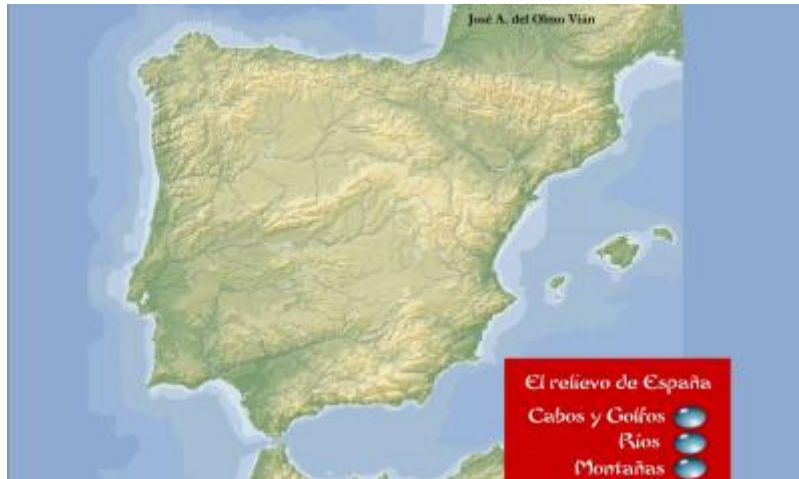 José A. del Olmo Vián
El relieve de España
Cabos y Golfos
Ríos
Montañas